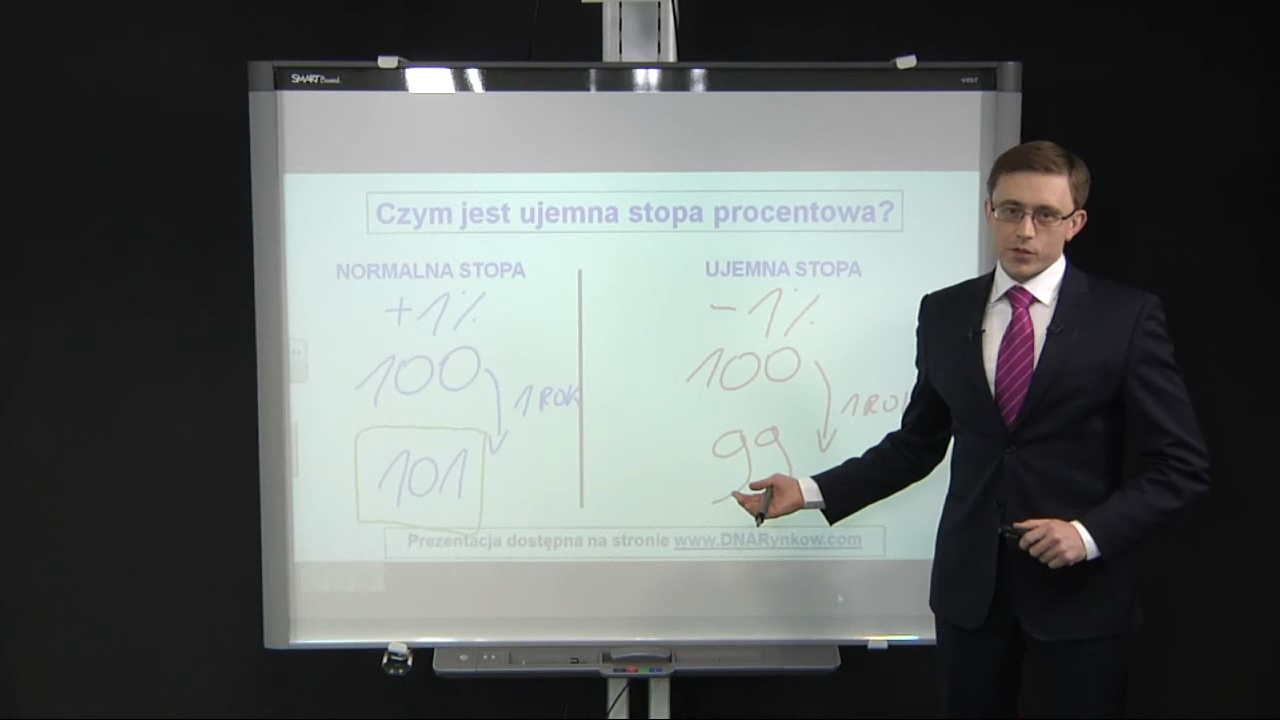 SMART Board.
Czym jest ujemna stopa procentowa?
NORMALNA STOPA
+1%
100
1 ROK
101
UJEMNA STOPA
-1%
100
1 ROK
99
Prezentacja dostępna na stronie www.DNARynkow.com